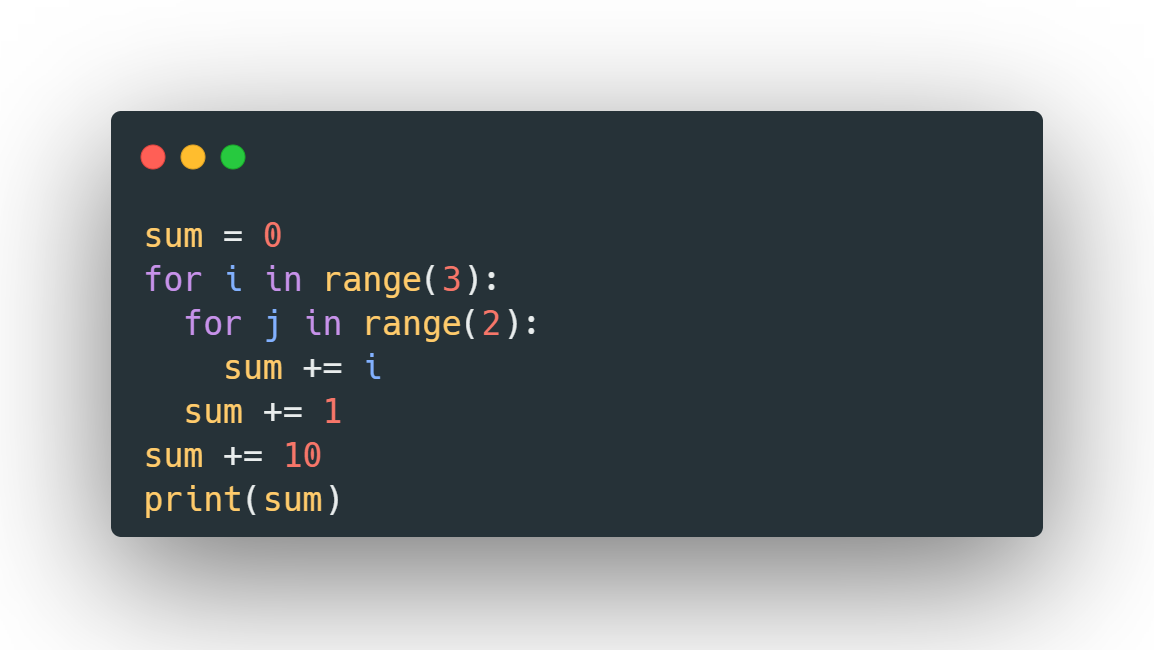 sum = 0
for i in range(3):
  for j in range(2):
    sum += i
  sum += 1
sum += 10
print(sum)